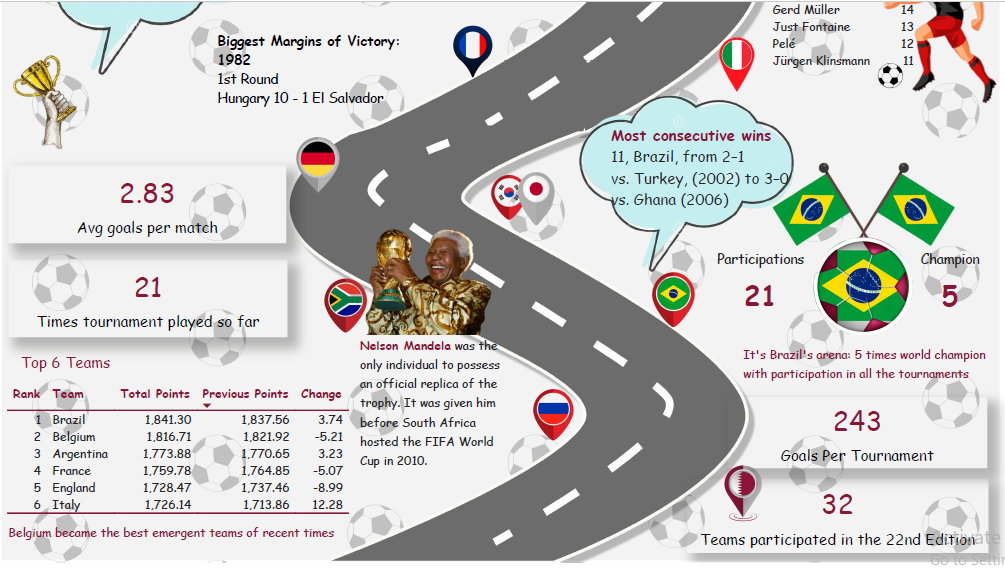 Gerd Müller 14
Just Fontaine 13
Pelé 12
Jürgen Klinsmann 11
Biggest Margins of Victory:
1982
1st Round
Hungary 10 - 1 El Salvador
Most consecutive wins
11, Brazil, from 2-1
vs. Turkey, (2002) to 3-0
vs. Ghana (2006)
2.83
Avg goals per match
21
Times tournament played so far
Participations
21
Champion
5
It's Brazil's arena: 5 times world champion
with participation in all the tournaments
Nelson Mandela was the
only individual to possess
an official replica of the
trophy. It was given him
before South Africa
hosted the FIFA World
Cup in 2010.
Top 6 Teams
Rank Team Total Points Previous Points Change
1 Brazil 1,841.30 1,837.56 3.74
2 Belgium 1,816.71 1,821.92 -5.21
3 Argentina 1,773.88 1,770.65 3.23
4 France 1,759.78 1,764.85 -5.07
5 England 1,728.47 1,737.46 -8.99
6 Italy 1,726.14 1,713.86 12.28
Belgium became the best emergent teams of recent times
243
Goals Per Tournament
32
Teams participated in the 22nd Edition